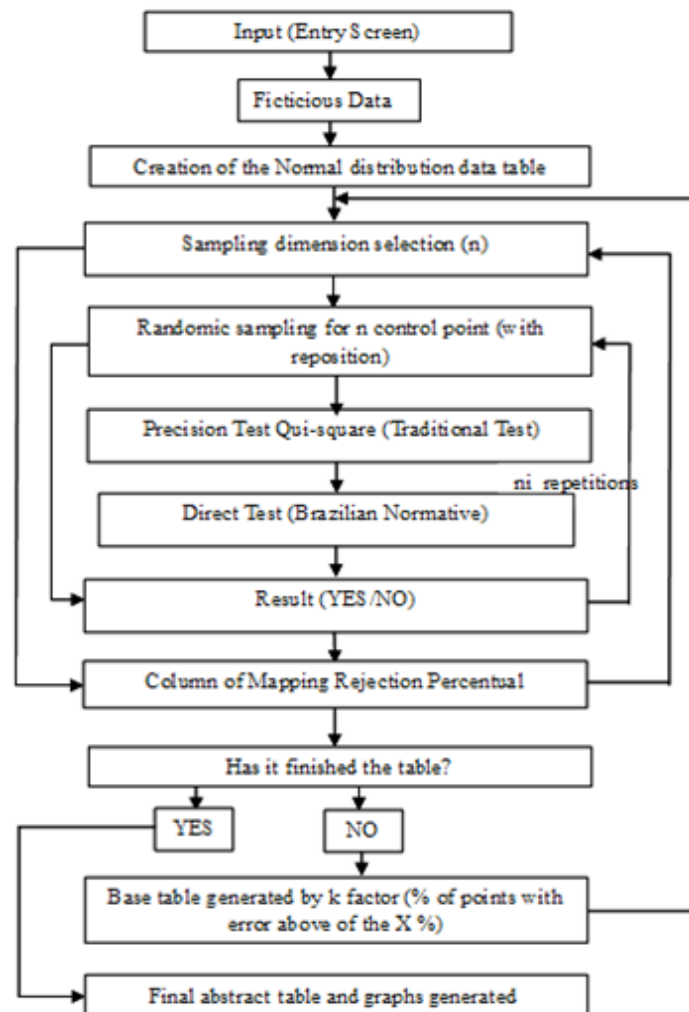 Input (Entry Screen)
Ficticious Data
Creation of the Normal distribution data table
Sampling dimension selection (n)
Randomic sampling for n control point (with
reposition)
Precision Test Qui-square (Traditional Test)
ni repetitions
Direct Test (Brazilian Normative)
Result (YES/NO)
Column of Mapping Rejection Percentual
Has it finished the table?
YES
NO
Base table generated by k factor (% of points with
error above of the X %)
Final abstract table and graphs generated